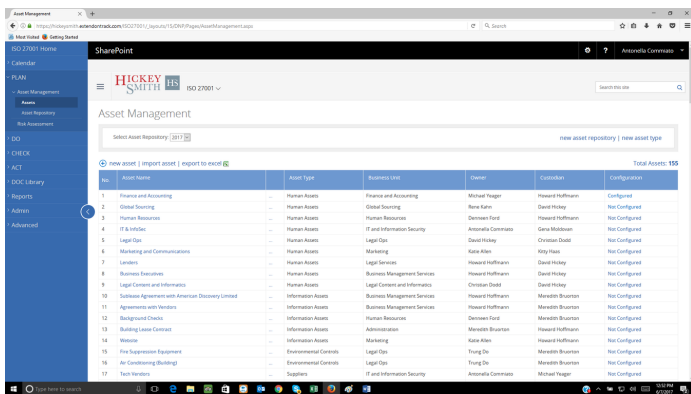 Asset Management
https://hickeysmith.extendontrack.com/ISO27001/_layouts/15/DNP/Pages/AssetManagement.aspx
Search
Most Visited Getting Started
ISO 27001 Home
SharePoint
Antonella Commiato
Calendar
PLAN
Asset Management
Assets
Asset Repository
Risk Assessment
DO
CHECK
ACT
DOC Library
Reports
Admin
Advanced
HICKEY
SMITH HS ISO 27001
Search this site
Asset Management
Select Asset Repository: 2017
new asset repository | new asset type
new asset | import asset | export to excel
Total Assets: 155
No. Asset Name Asset Type Business Unit Owner Custodian Configuration
1 Finance and Accounting ... Human Assets Finance and Accounting Michael Yeager Howard Hoffmann Configured
2 Global Sourcing ... Human Assets Global Sourcing Rene Kahn David Hickey Not Configured
3 Human Resources ... Human Assets Human Resources Denneen Ford Howard Hoffmann Not Configured
4 IT & InfoSec ... Human Assets IT and Information Security Antonella Commiato Gena Moldovan Not Configured
5 Legal Ops ... Human Assets Legal Ops David Hickey Christian Dodd Not Configured
6 Marketing and Communications ... Human Assets Marketing Katie Allen Kitty Haas Not Configured
7 Lenders ... Human Assets Legal Services Howard Hoffmann David Hickey Not Configured
8 Business Executives ... Human Assets Business Management Services Howard Hoffmann David Hickey Not Configured
9 Legal Content and Informatics ... Human Assets Legal Content and Informatics Christian Dodd David Hickey Not Configured
10 Sublease Agreement with American Discovery Limited ... Information Assets Business Management Services Howard Hoffmann Meredith Bruorton Not Configured
11 Agreements with Vendors ... Information Assets Business Management Services Howard Hoffmann Meredith Bruorton Not Configured
12 Background Checks ... Information Assets Human Resources Denneen Ford Howard Hoffmann Not Configured
13 Building Lease Contract ... Information Assets Administration Meredith Bruorton Howard Hoffmann Not Configured
14 Website ... Information Assets Marketing Katie Allen Howard Hoffmann Not Configured
15 Fire Suppression Equipment ... Environmental Controls Legal Ops Trung Do Meredith Bruorton Not Configured
16 Air Conditioning (Building) ... Environmental Controls Legal Ops Trung Do Meredith Bruorton Not Configured
17 Tech Vendors ... Suppliers IT and Information Security Antonella Commiato Michael Yeager Not Configured
Type here to search
12:52 PM
6/7/2017